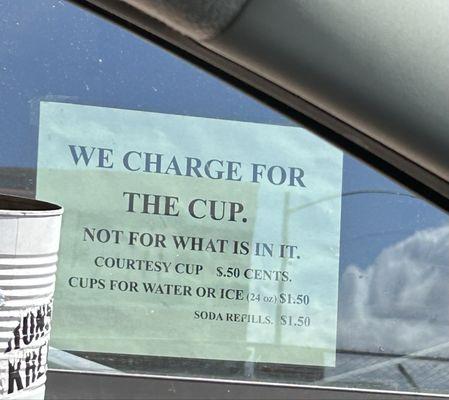 WE CHARGE FOR
THE CUP.
NOT FOR WHAT IS IN IT.
COURTESY CUP $.50 CENTS.
CUPS FOR WATER OR ICE (24 oz) $1.50
SODA REFILLS. $1.50